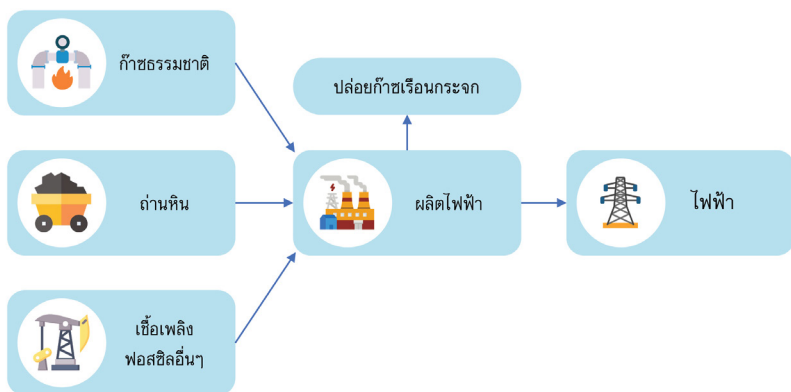 ก๊าซธรรมชาติ
ปล่อยก๊าซเรือนกระจก
ถ่านหิน
ผลิตไฟฟ้า
ไฟฟ้า
เชื้อเพลิง
ฟอสซิลอื่นๆ